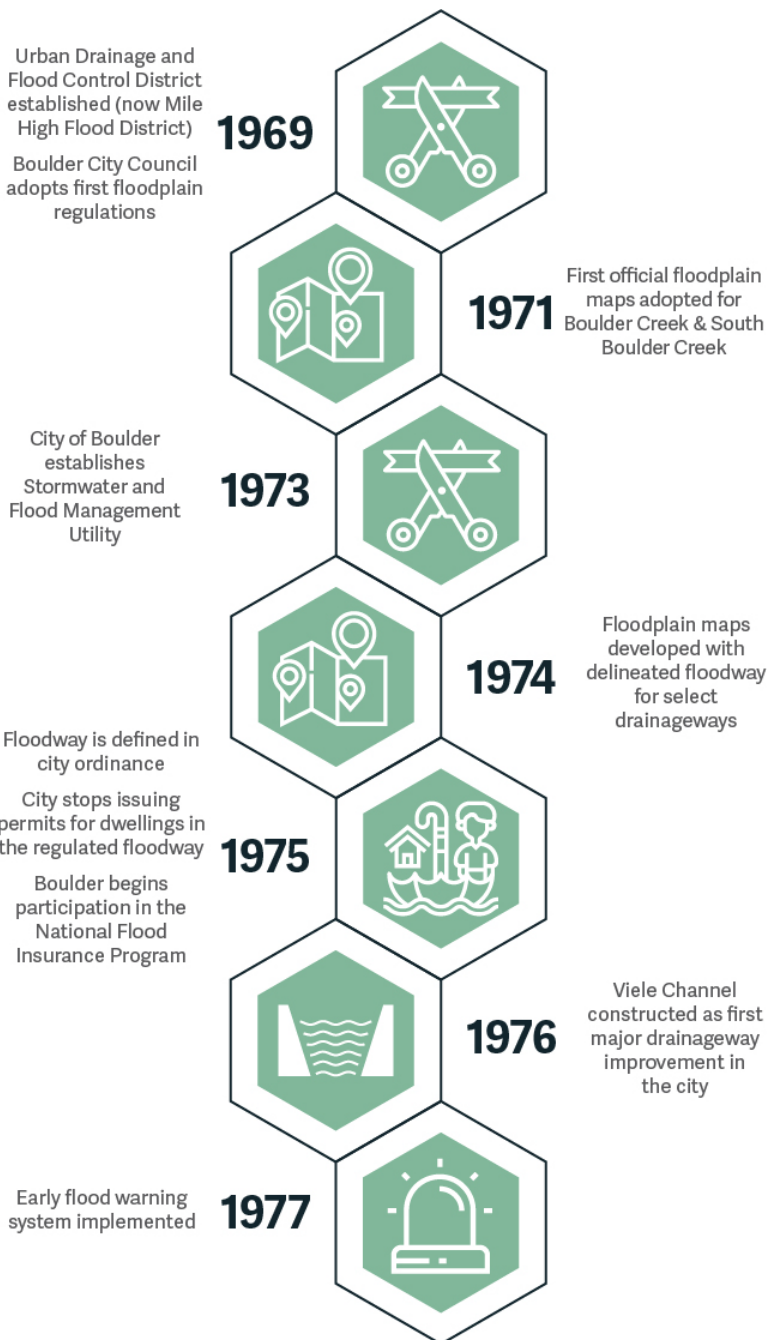 Urban Drainage and
Flood Control District
established (now Mile
High Flood District)
Boulder City Council
adopts first floodplain
regulations
1969
1971
First official floodplain
maps adopted for
Boulder Creek & South
Boulder Creek
City of Boulder
establishes
Stormwater and
Flood Management
Utility
1973
1974
Floodplain maps
developed with
delineated floodway
for select
drainageways
Floodway is defined in
city ordinance
City stops issuing
permits for dwellings in
the regulated floodway
Boulder begins
participation in the
National Flood
Insurance Program
1975
1976
Viele Channel
constructed as first
major drainageway
improvement in
the city
Early flood warning
system implemented
1977